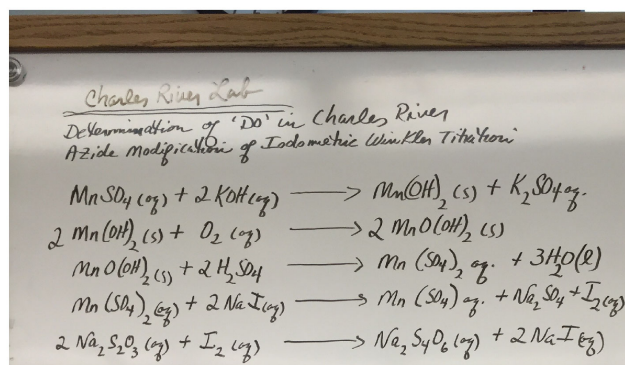 Charles River Lab
Determination of 'DO' in Charles River
Azide Modification of Iodometric Winkler Titration
MnSO₄ (aq) + 2 KOH (aq) ⟶ Mn(OH)₂ (s) + K₂SO₄ aq.
2 Mn(OH)₂ (s) + O₂ (aq) ⟶ 2 MnO(OH)₂ (s)
MnO(OH)₂ (s) + 2 H₂SO₄ ⟶ Mn(SO₄)₂ aq. + 3H₂O(l)
Mn(SO₄)₂ (aq) + 2 NaI (aq) ⟶ Mn(SO₄) aq. + Na₂SO₄ + I₂ (aq)
2 Na₂S₂O₃ (aq) + I₂ (aq) ⟶ Na₂S₄O₆ (aq) + 2 NaI (aq)